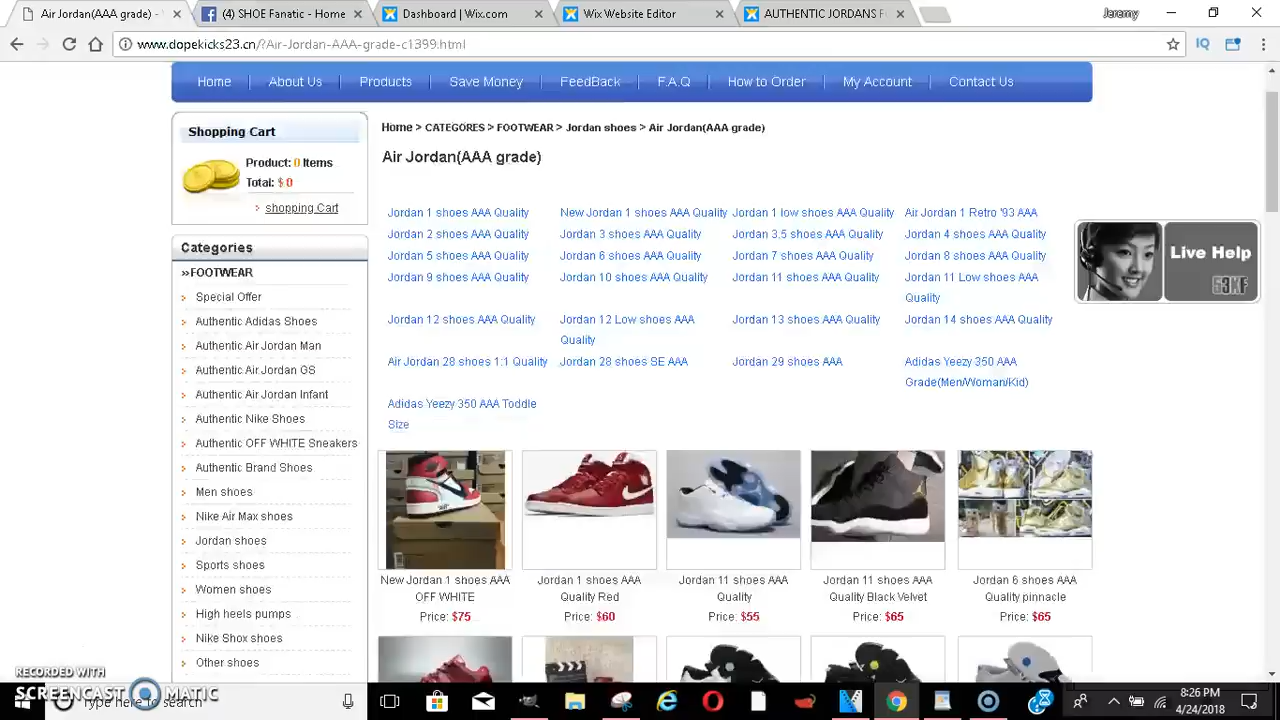 Air Jordan(AAA grade) -
(4) SHOE Fanatic - Home
Dashboard | Wix.com
Wix Website Editor
AUTHENTIC JORDANS F
Jeremy
www.dopekicks23.cn/?Air-Jordan-AAA-grade-c1399.html
IQ
Home
About Us
Products
Save Money
FeedBack
F.A.Q
How to Order
My Account
Contact Us
Shopping Cart
Product: 0 Items
Total: $ 0
shopping Cart
Home > CATEGORES > FOOTWEAR > Jordan shoes > Air Jordan(AAA grade)
Air Jordan(AAA grade)
Jordan 1 shoes AAA Quality
New Jordan 1 shoes AAA Quality
Jordan 1 low shoes AAA Quality
Air Jordan 1 Retro '93 AAA
Jordan 2 shoes AAA Quality
Jordan 3 shoes AAA Quality
Jordan 3.5 shoes AAA Quality
Jordan 4 shoes AAA Quality
Jordan 5 shoes AAA Quality
Jordan 6 shoes AAA Quality
Jordan 7 shoes AAA Quality
Jordan 8 shoes AAA Quality
Jordan 9 shoes AAA Quality
Jordan 10 shoes AAA Quality
Jordan 11 shoes AAA Quality
Jordan 11 Low shoes AAA
Quality
Jordan 12 shoes AAA Quality
Jordan 12 Low shoes AAA
Quality
Jordan 13 shoes AAA Quality
Jordan 14 shoes AAA Quality
Air Jordan 28 shoes 1:1 Quality
Jordan 28 shoes SE AAA
Jordan 29 shoes AAA
Adidas Yeezy 350 AAA
Grade(Men/Woman/Kid)
Adidas Yeezy 350 AAA Toddle
Size
Live Help
53KF
Categories
»FOOTWEAR
Special Offer
Authentic Adidas Shoes
Authentic Air Jordan Man
Authentic Air Jordan GS
Authentic Air Jordan Infant
Authentic Nike Shoes
Authentic OFF WHITE Sneakers
Authentic Brand Shoes
Men shoes
Nike Air Max shoes
Jordan shoes
Sports shoes
Women shoes
High heels pumps
Nike Shox shoes
Other shoes
New Jordan 1 shoes AAA
OFF WHITE
Price: $75
Jordan 1 shoes AAA
Quality Red
Price: $60
Jordan 11 shoes AAA
Quality
Price: $55
Jordan 11 shoes AAA
Quality Black Velvet
Price: $65
Jordan 6 shoes AAA
Quality pinnacle
Price: $65
RECORDED WITH
SCREENCAST MATIC
Type here to search
8:26 PM
4/24/2018